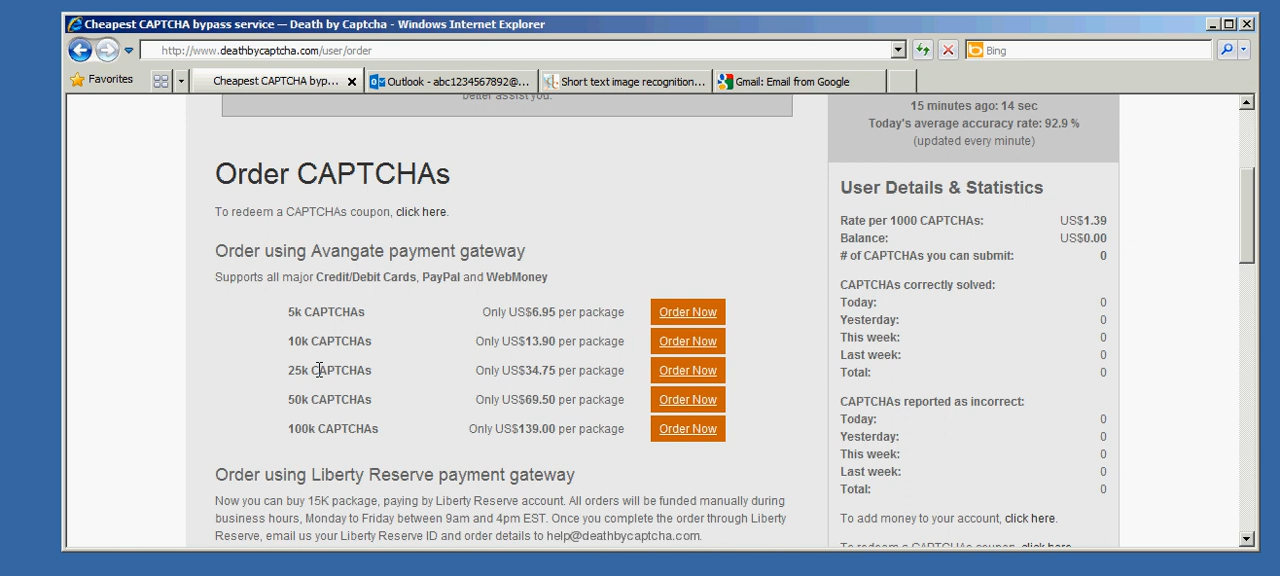 Cheapest CAPTCHA bypass service — Death by Captcha - Windows Internet Explorer
http://www.deathbycaptcha.com/user/order
Bing
Favorites
Cheapest CAPTCHA byp...
Outlook - abc1234567892@...
Short text image recognition...
Gmail: Email from Google
better assist you.
Order CAPTCHAs
To redeem a CAPTCHAs coupon, click here.
Order using Avangate payment gateway
Supports all major Credit/Debit Cards, PayPal and WebMoney
5k CAPTCHAs Only US$6.95 per package Order Now
10k CAPTCHAs Only US$13.90 per package Order Now
25k CAPTCHAs Only US$34.75 per package Order Now
50k CAPTCHAs Only US$69.50 per package Order Now
100k CAPTCHAs Only US$139.00 per package Order Now
Order using Liberty Reserve payment gateway
Now you can buy 15K package, paying by Liberty Reserve account. All orders will be funded manually during
business hours, Monday to Friday between 9am and 4pm EST. Once you complete the order through Liberty
Reserve, email us your Liberty Reserve ID and order details to help@deathbycaptcha.com.
15 minutes ago: 14 sec
Today's average accuracy rate: 92.9 %
(updated every minute)
User Details & Statistics
Rate per 1000 CAPTCHAs: US$1.39
Balance: US$0.00
# of CAPTCHAs you can submit: 0
CAPTCHAs correctly solved:
Today: 0
Yesterday: 0
This week: 0
Last week: 0
Total: 0
CAPTCHAs reported as incorrect:
Today: 0
Yesterday: 0
This week: 0
Last week: 0
Total: 0
To add money to your account, click here.
To redeem a CAPTCHAs coupon, click here.